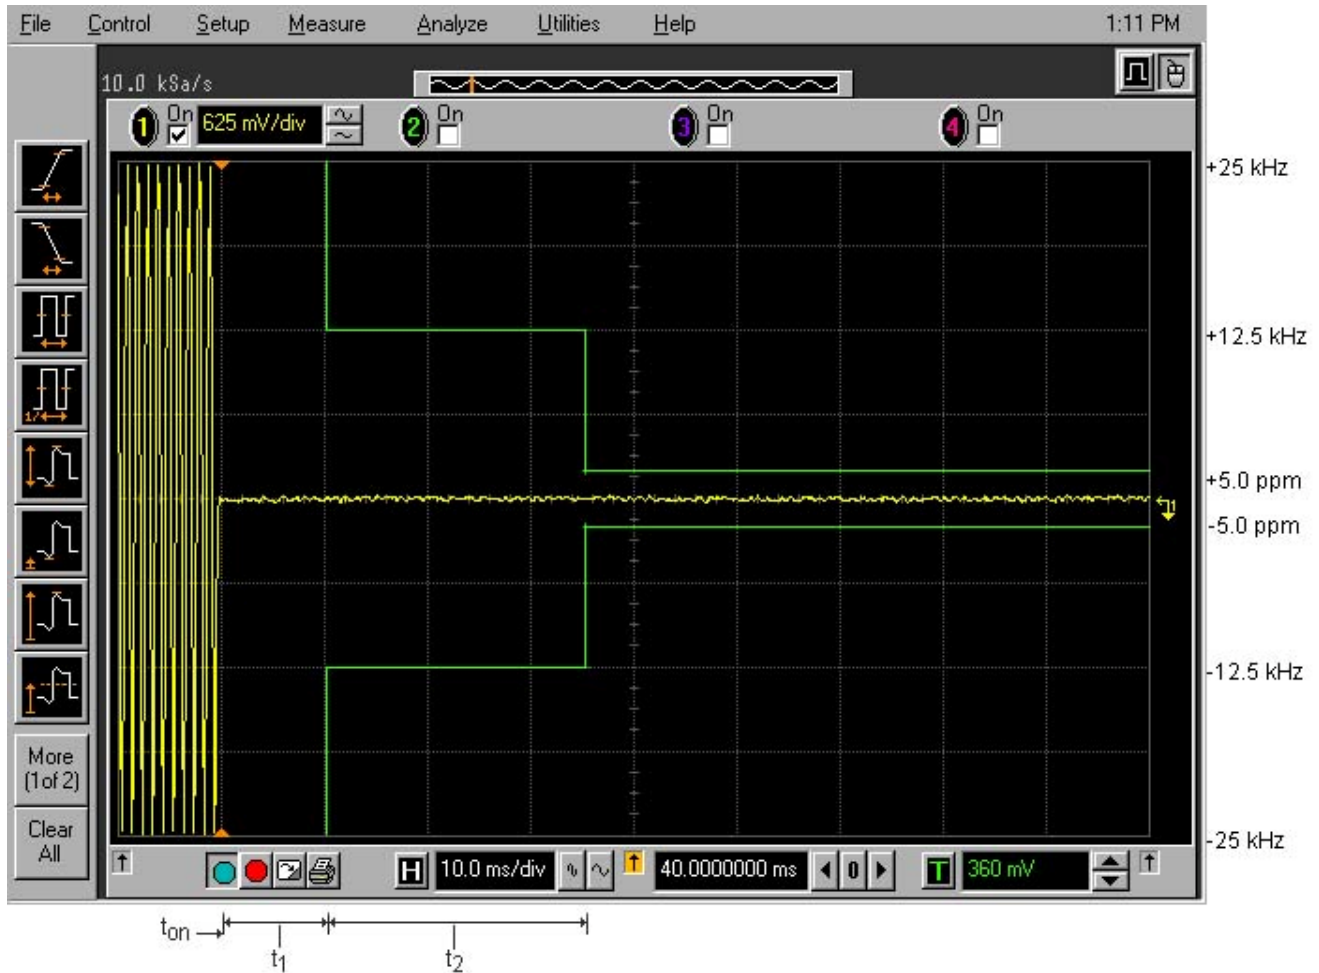 File Control Setup Measure Analyze Utilities Help 1:11 PM
10.0 kSa/s
1 On 625 mV/div 2 On 3 On 4 On
+25 kHz
+12.5 kHz
+5.0 ppm
-5.0 ppm
-12.5 kHz
-25 kHz
1/
1
More
(1of 2)
Clear
All
H 10.0 ms/div 40.0000000 ms 0 T 360 mV
ton t1 t2